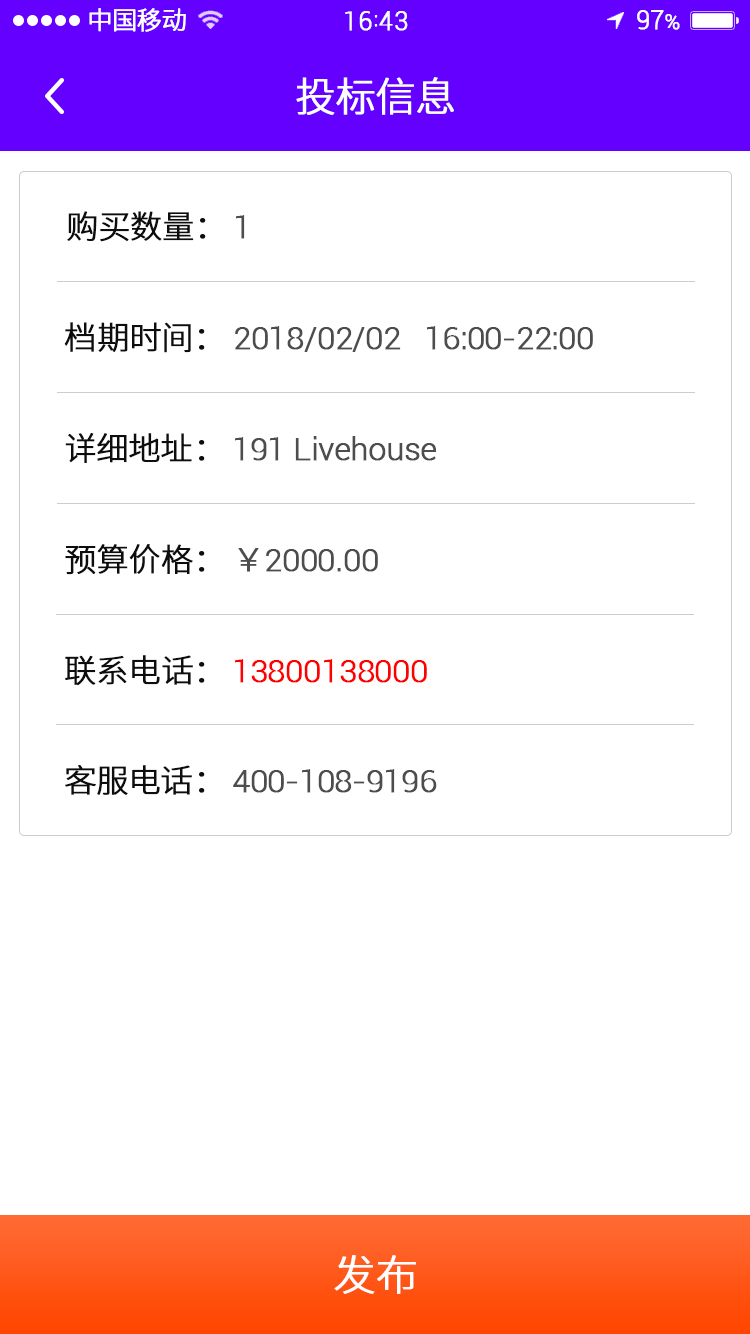 中国移动 16:43 97%
投标信息
购买数量： 1
档期时间： 2018/02/02 16:00-22:00
详细地址： 191 Livehouse
预算价格： ￥2000.00
联系电话： 13800138000
客服电话： 400-108-9196
发布